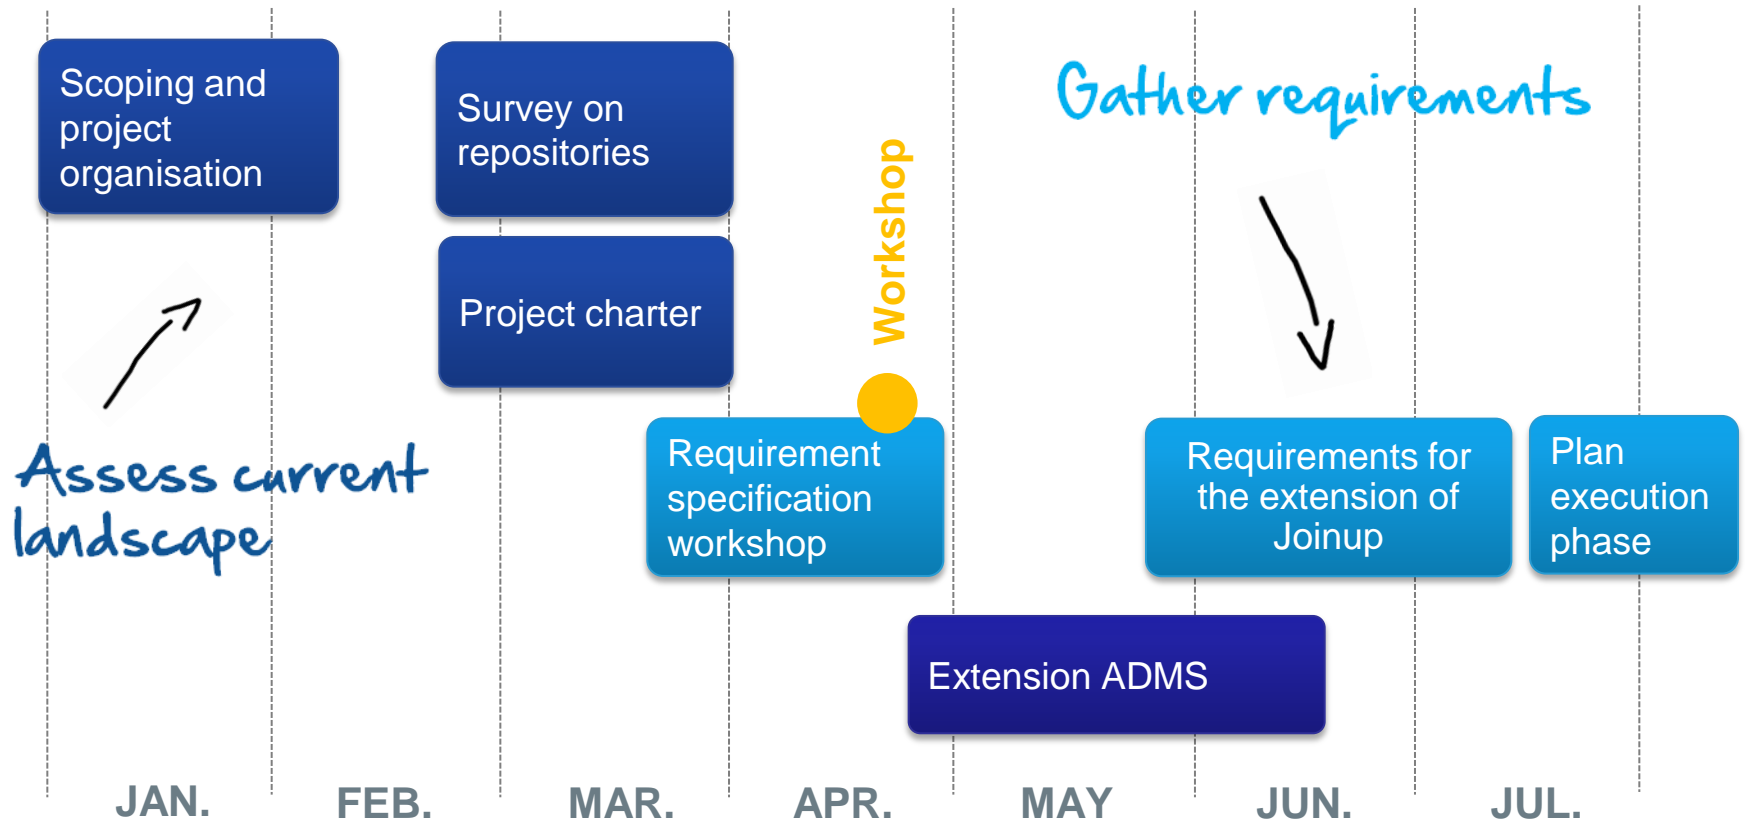 Scoping and
project
organisation
Survey on
repositories
Gather requirements
Workshop
Project charter
Assess current
landscape
Requirement
specification
workshop
Requirements for
the extension of
Joinup
Plan
execution
phase
Extension ADMS
JAN.
FEB.
MAR.
APR.
MAY
JUN.
JUL.